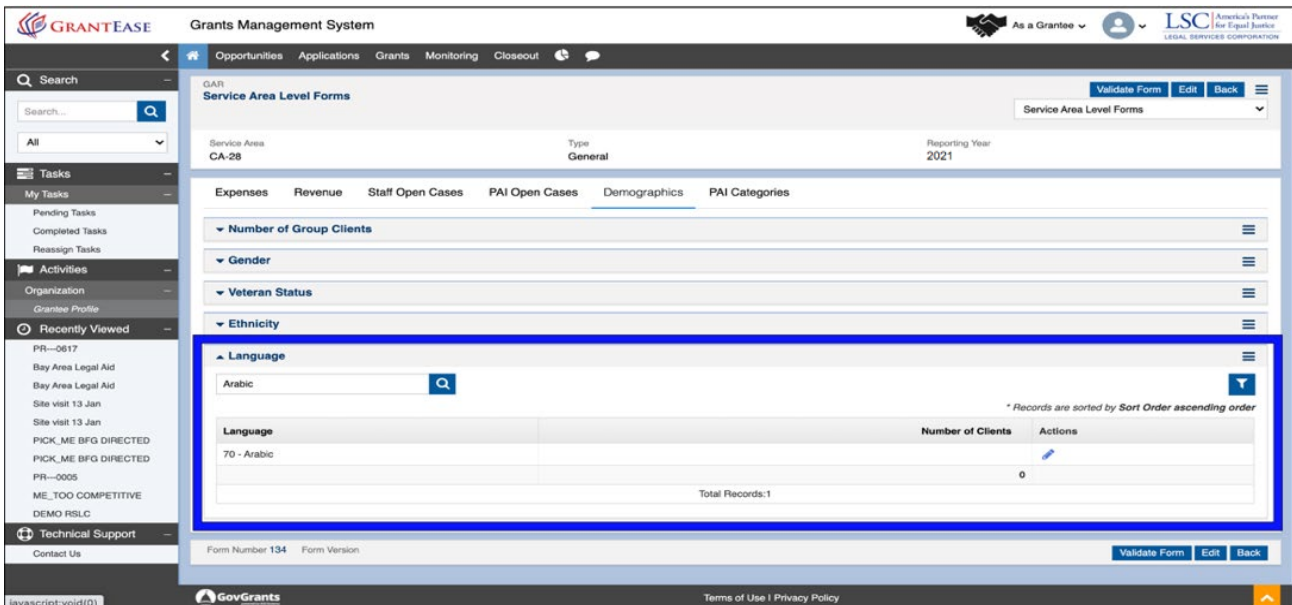 GRANTEASE
Grants Management System
As a Grantee
LSC America's Partner for Equal Justice
LEGAL SERVICES CORPORATION
Opportunities Applications Grants Monitoring Closeout
Search
Search...
All
Tasks
My Tasks
Pending Tasks
Completed Tasks
Reassign Tasks
Activities
Organization
Grantee Profile
Recently Viewed
PR---0617
Bay Area Legal Aid
Bay Area Legal Aid
Site visit 13 Jan
Site visit 13 Jan
PICK_ME BFG DIRECTED
PICK_ME BFG DIRECTED
PR---0005
ME_TOO COMPETITIVE
DEMO RSLC
Technical Support
Contact Us
javascript:void(0)
GAR
Service Area Level Forms
Validate Form Edit Back
Service Area Level Forms
Service Area Type Reporting Year
CA-28 General 2021
Expenses Revenue Staff Open Cases PAI Open Cases Demographics PAI Categories
Number of Group Clients
Gender
Veteran Status
Ethnicity
Language
Arabic
* Records are sorted by Sort Order ascending order
Language Number of Clients Actions
70 - Arabic
0
Total Records:1
Form Number 134 Form Version
Validate Form Edit Back
GovGrants
Terms of Use | Privacy Policy